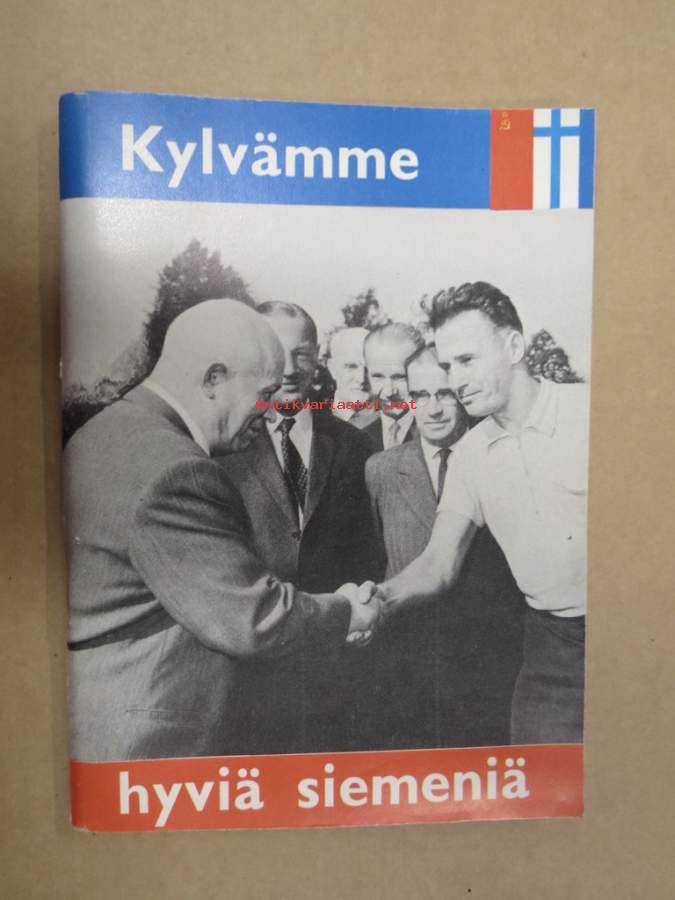 Kylvämme
Antikvariaatti.net
hyviä siemeniä